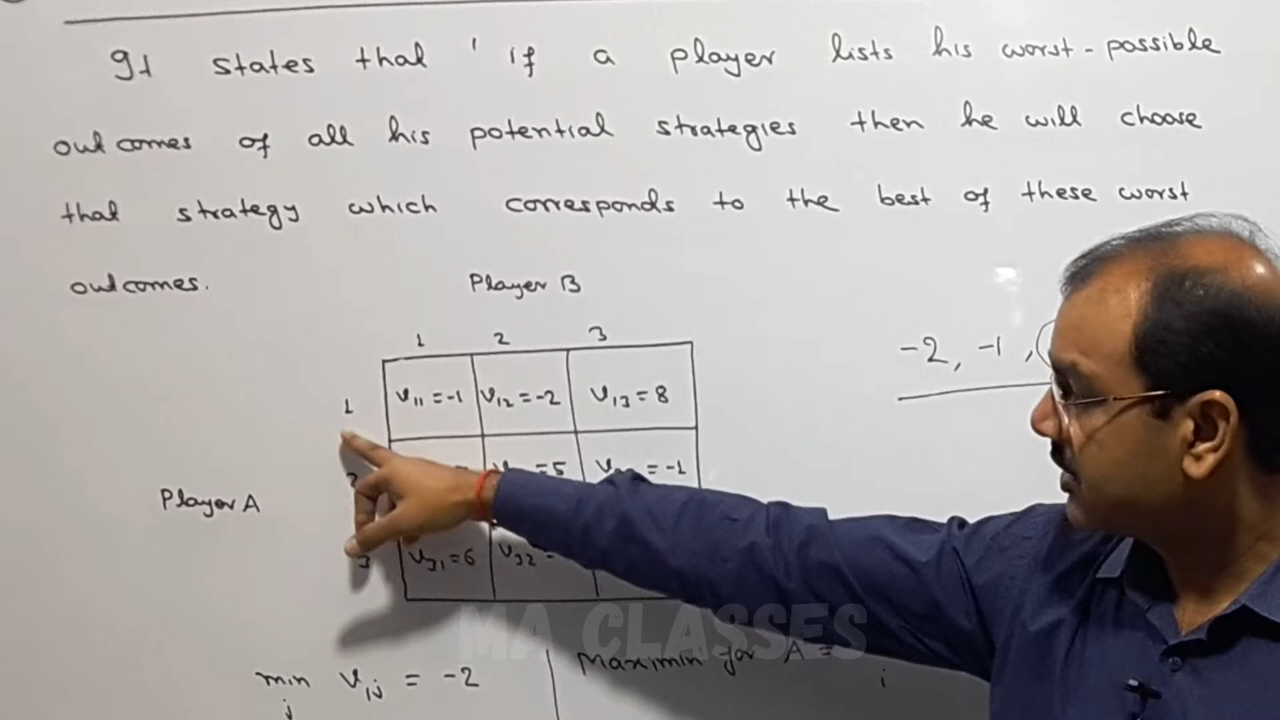 It states that ' if a player lists his worst-possible
outcomes of all his potential strategies then he will choose
that strategy which corresponds to the best of these worst
outcomes.
Player B
1 2 3
-2, -1,
1 v11 = -1 v12 = -2 v13 = 8
2 =5 = -1
Player A
3 v31 = 6 v32 =
MA CLASSES
min v1j = -2
j
Maximin for A =
i